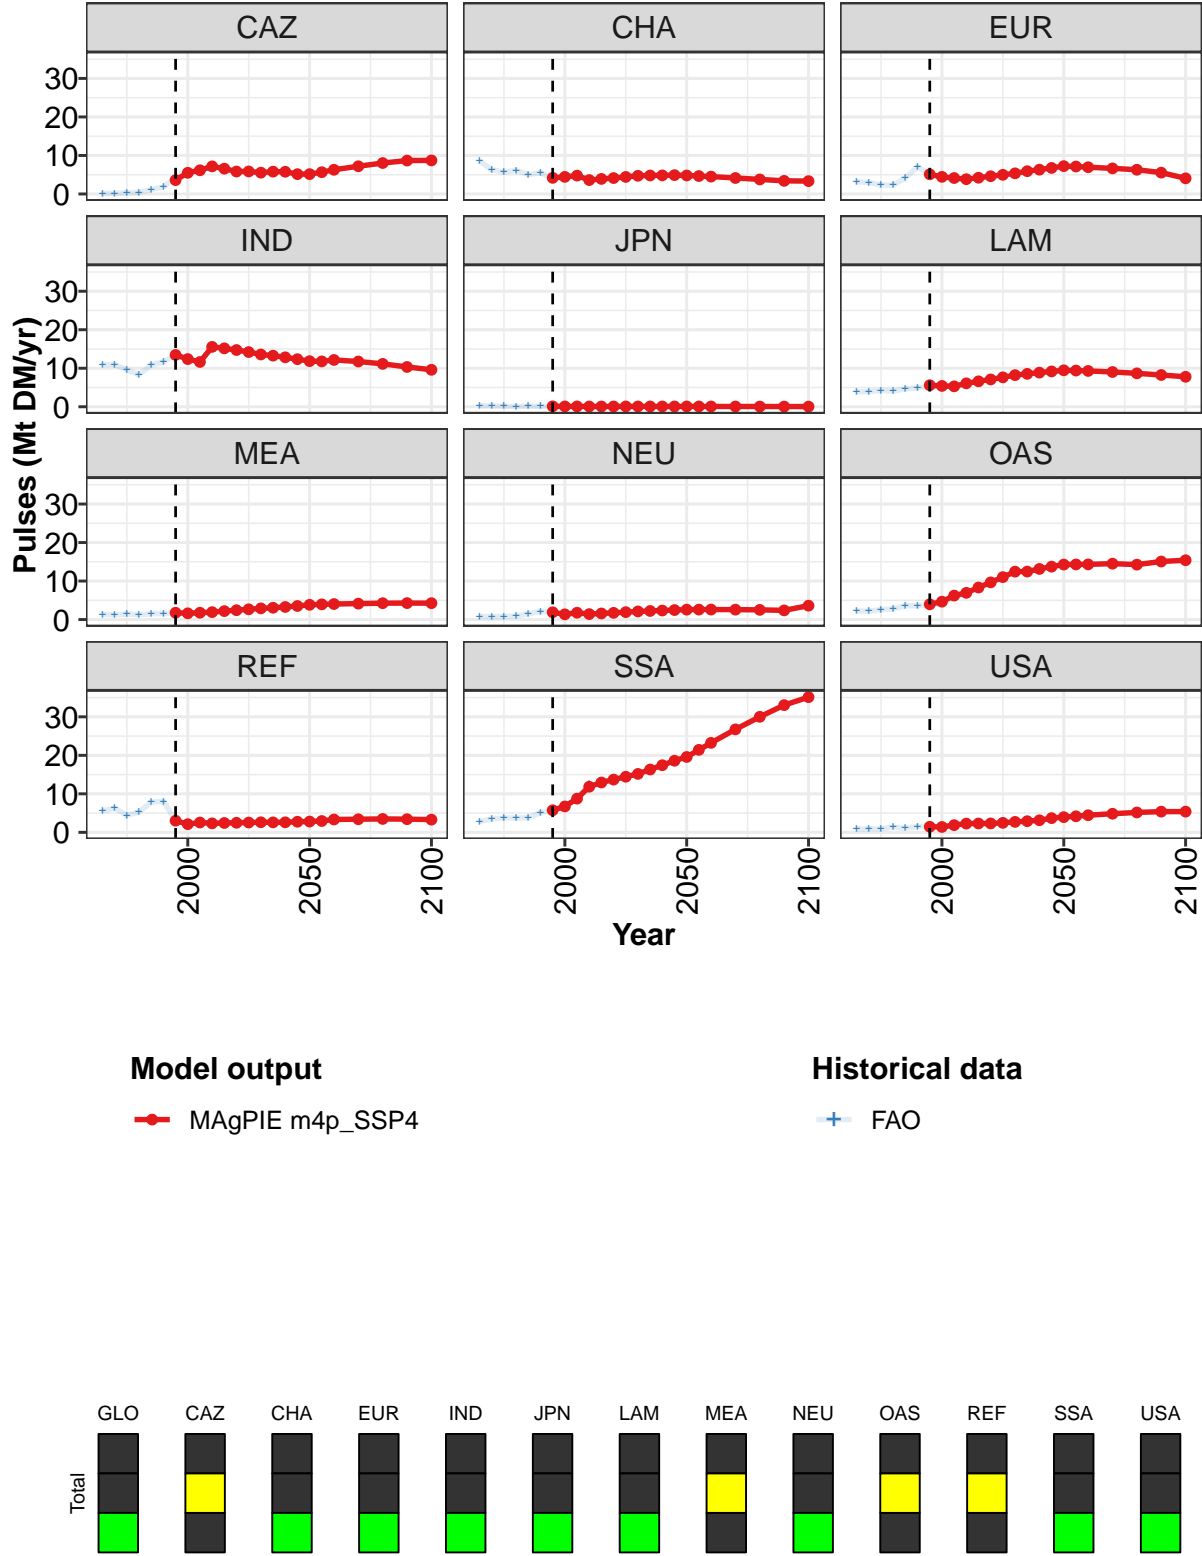 CAZ CHA EUR
30
20
10
0
IND JPN LAM
30
20
10
0
MEA NEU OAS
30
20
10
0
REF SSA USA
30
20
10
0
Pulses (Mt DM/yr)
2000 2050 2100 2000 2050 2100 2000 2050 2100
Year
Model output Historical data
MAgPIE m4p_SSP4 FAO
GLO CAZ CHA EUR IND JPN LAM MEA NEU OAS REF SSA USA
Total